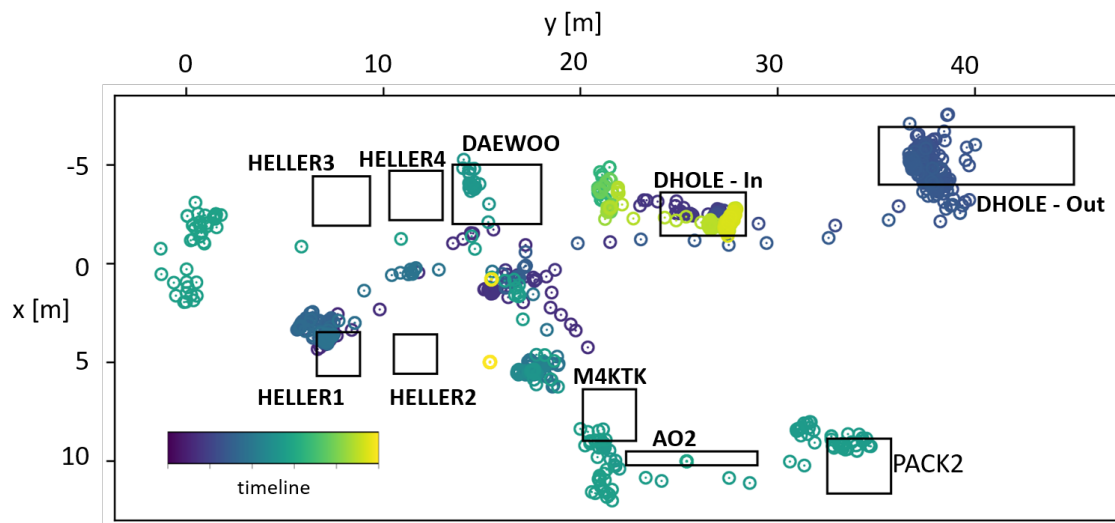 y [m]
0 10 20 30 40
-5
0
5
10
x [m]
HELLER3
HELLER4
DAEWOO
DHOLE - In
DHOLE - Out
HELLER1
HELLER2
M4KTK
AO2
PACK2
timeline